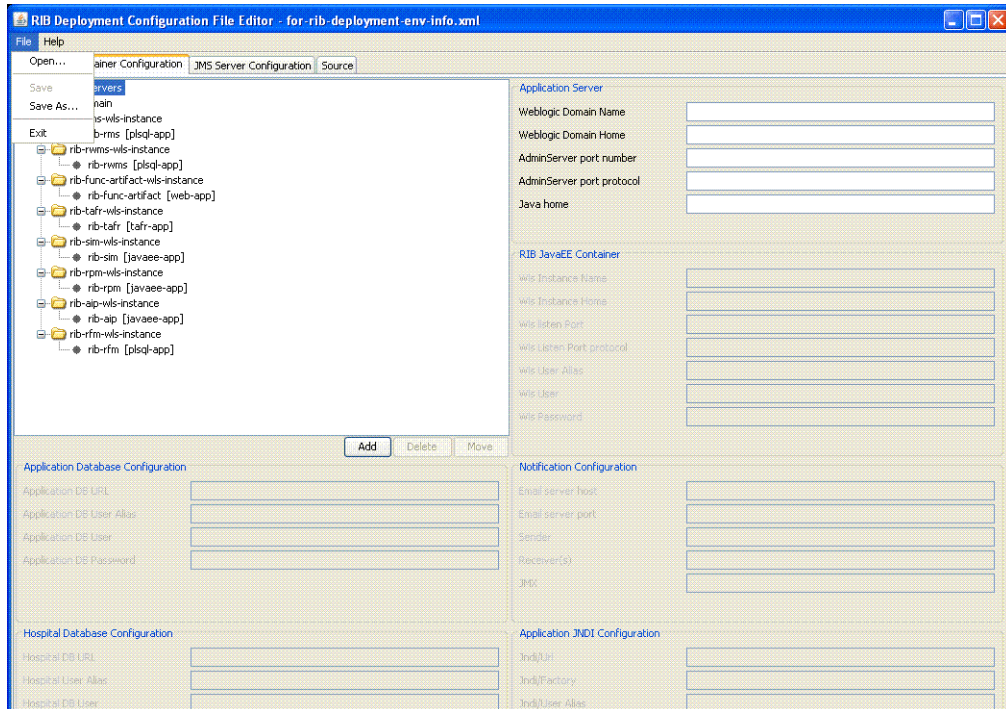 RIB Deployment Configuration File Editor - for-rib-deployment-env-info.xml
File Help
Open...
Save
Save As...
Exit
ainer Configuration
JMS Server Configuration
Source
ervers
main
ms-wls-instance
b-rms [plsql-app]
rib-rwms-wls-instance
rib-rwms [plsql-app]
rib-func-artifact-wls-instance
rib-func-artifact [web-app]
rib-tafr-wls-instance
rib-tafr [tafr-app]
rib-sim-wls-instance
rib-sim [javaee-app]
rib-rpm-wls-instance
rib-rpm [javaee-app]
rib-aip-wls-instance
rib-aip [javaee-app]
rib-rfm-wls-instance
rib-rfm [plsql-app]
Add
Delete
Move
Application Server
Weblogic Domain Name
Weblogic Domain Home
AdminServer port number
AdminServer port protocol
Java home
RIB JavaEE Container
Wls Instance Name
Wls Instance Home
Wls listen Port
Wls Listen Port protocol
Wls User Alias
Wls User
Wls Password
Application Database Configuration
Application DB URL
Application DB User Alias
Application DB User
Application DB Password
Notification Configuration
Email server host
Email server port
Sender
Receiver(s)
JMX
Hospital Database Configuration
Hospital DB URL
Hospital User Alias
Hospital DB User
Application JNDI Configuration
Jndi/Url
Jndi/Factory
Jndi/User Alias